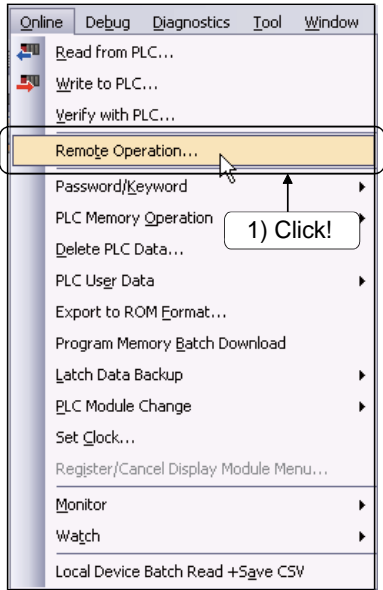 Online Debug Diagnostics Tool Window
Read from PLC...
Write to PLC...
Verify with PLC...
Remote Operation...
Password/Keyword
PLC Memory Operation
1) Click!
Delete PLC Data...
PLC User Data
Export to ROM Format...
Program Memory Batch Download
Latch Data Backup
PLC Module Change
Set Clock...
Register/Cancel Display Module Menu...
Monitor
Watch
Local Device Batch Read +Save CSV